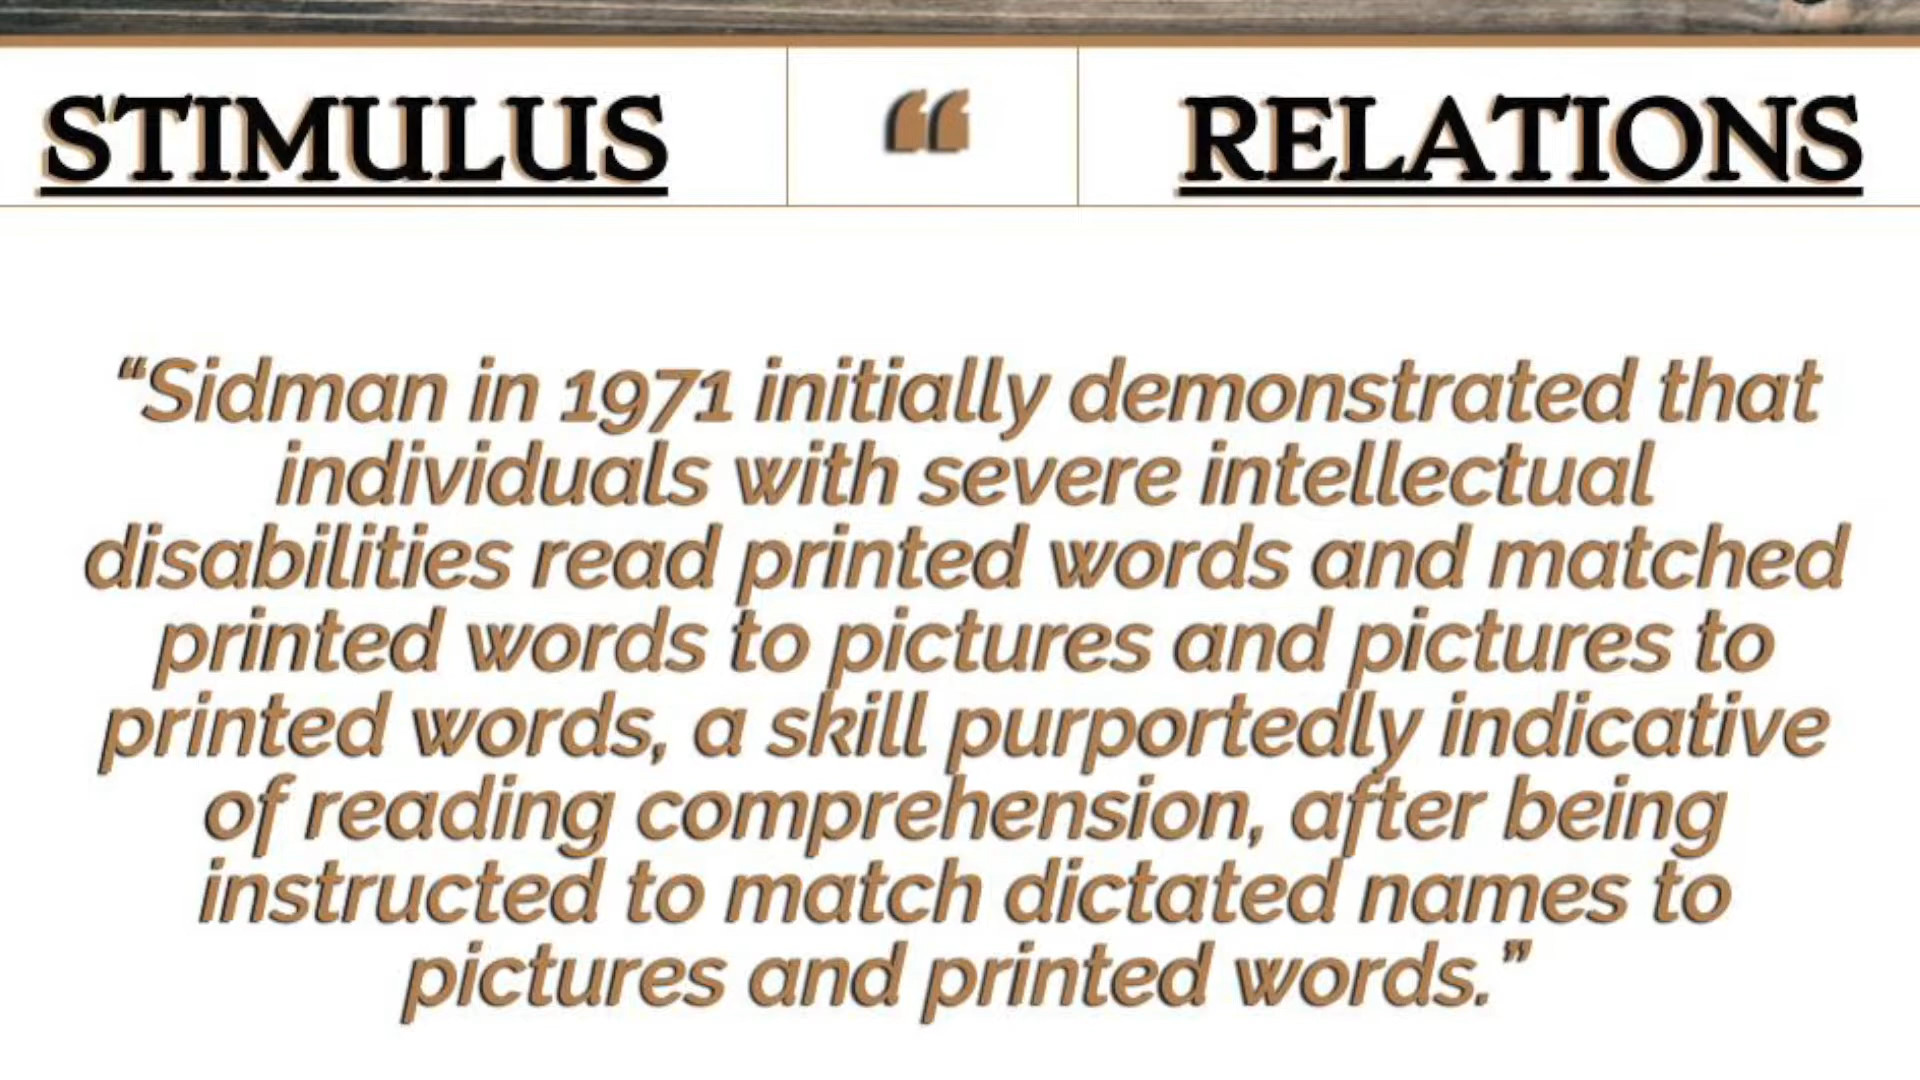 STIMULUS “ RELATIONS
“Sidman in 1971 initially demonstrated that
individuals with severe intellectual
disabilities read printed words and matched
printed words to pictures and pictures to
printed words, a skill purportedly indicative
of reading comprehension, after being
instructed to match dictated names to
pictures and printed words.”